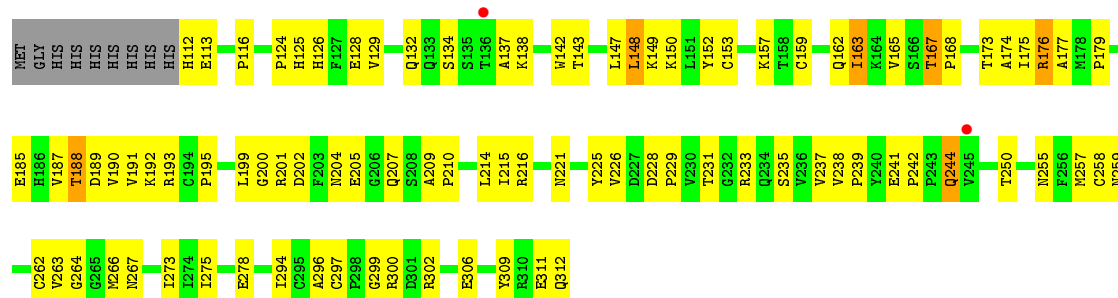 MET GLY HIS HIS HIS HIS HIS HIS HIS H112 E113 P116 P124 H125 H126 F127 E128 V129 Q132 Q133 S134 S135 T136 A137 K138 W142 T143 L147 L148 K149 K150 L151 Y152 C153 K157 T158 C159 Q162 I163 K164 V165 S166 T167 P168 T173 A174 I175 R176 A177 M178 P179
E185 H186 V187 T188 D189 V190 V191 K192 R193 C194 P195 L199 G200 R201 D202 F203 N204 E205 G206 Q207 S208 A209 P210 L214 I215 R216 N221 Y225 V226 D227 D228 P229 V230 T231 G232 R233 Q234 S235 V236 V237 V238 P239 Y240 E241 P242 P243 Q244 V245 T250 N255 F256 M257 C258 N259
C262 V263 G264 G265 M266 N267 I273 I274 I275 E278 I294 C295 A296 C297 P298 G299 R300 D301 R302 E306 Y309 R310 E311 Q312